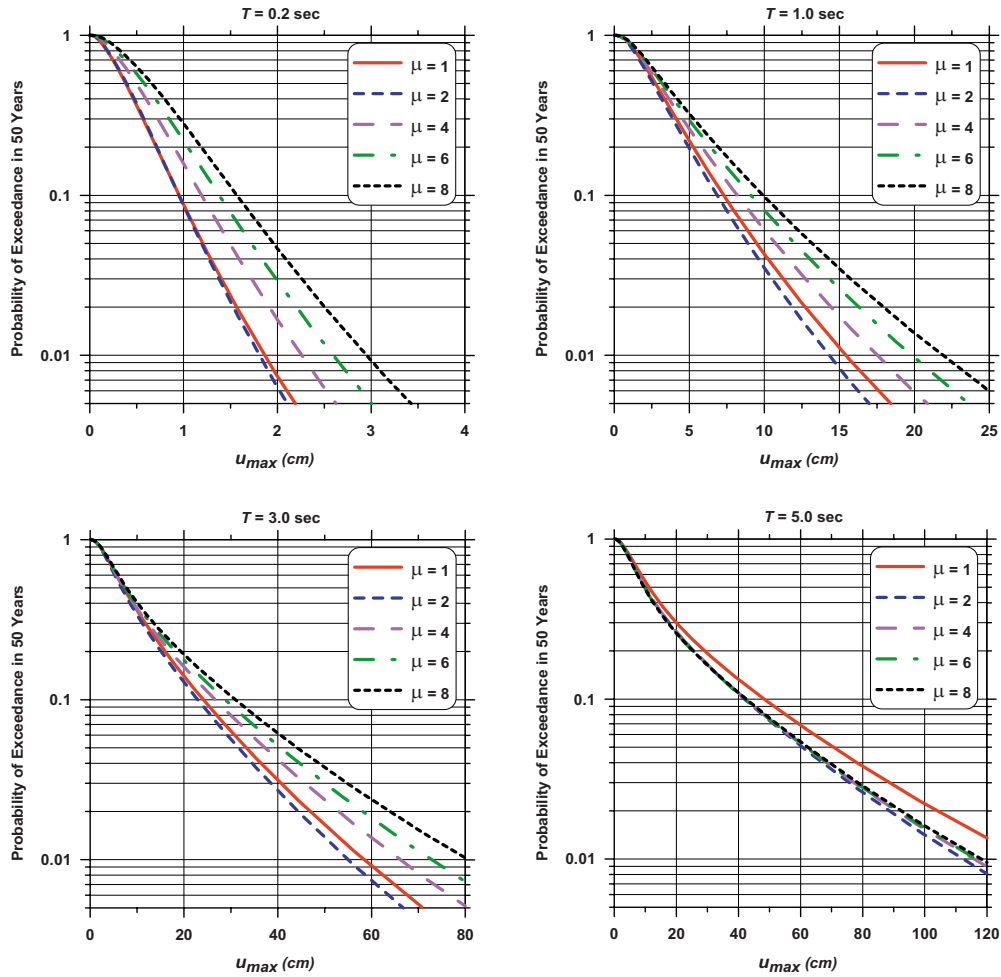 T = 0.2 sec
Probability of Exceedance in 50 Years
1
0.1
0.01
μ = 1
μ = 2
μ = 4
μ = 6
μ = 8
0
1
2
3
4
umax (cm)
T = 1.0 sec
Probability of Exceedance in 50 Years
1
0.1
0.01
μ = 1
μ = 2
μ = 4
μ = 6
μ = 8
0
5
10
15
20
25
umax (cm)
T = 3.0 sec
Probability of Exceedance in 50 Years
1
0.1
0.01
μ = 1
μ = 2
μ = 4
μ = 6
μ = 8
0
20
40
60
80
umax (cm)
T = 5.0 sec
Probability of Exceedance in 50 Years
1
0.1
0.01
μ = 1
μ = 2
μ = 4
μ = 6
μ = 8
0
20
40
60
80
100
120
umax (cm)